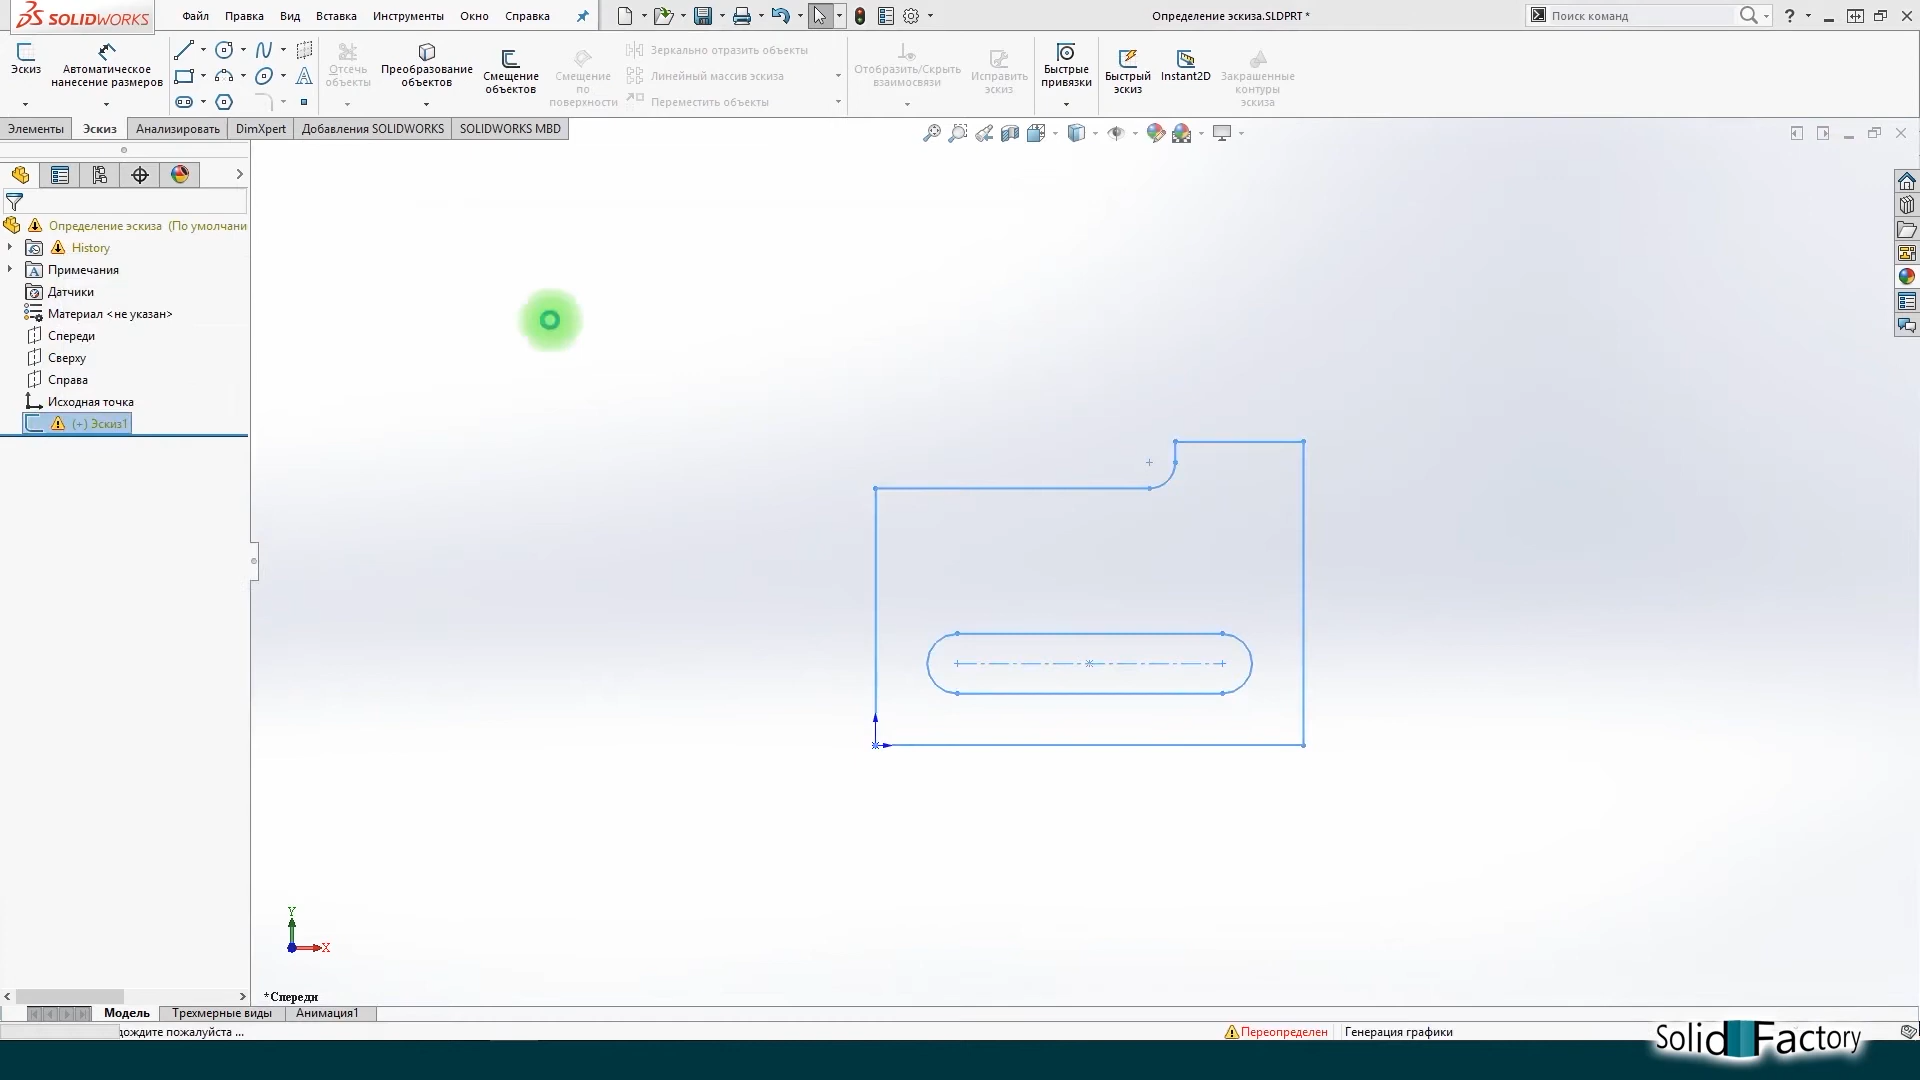 SOLIDWORKS
Файл Правка Вид Вставка Инструменты Окно Справка
Определение эскиза.SLDPRT *
Поиск команд
?
Эскиз
Автоматическое
нанесение размеров
Отсечь
объекты
Преобразование
объектов
Смещение
объектов
Смещение
по
поверхности
Зеркально отразить объекты
Линейный массив эскиза
Переместить объекты
Отобразить/Скрыть
взаимосвязи
Исправить
эскиз
Быстрые
привязки
Быстрый
эскиз
Instant2D
Закрашенные
контуры
эскиза
Элементы Эскиз Анализировать DimXpert Добавления SOLIDWORKS SOLIDWORKS MBD
Определение эскиза (По умолчани
History
Примечания
Датчики
Материал <не указан>
Спереди
Сверху
Справа
Исходная точка
(+) Эскиз1
Y
X
*Спереди
Модель Трехмерные виды Анимация1
дождите пожалуйста ...
Переопределен
Генерация графики
Solid Factory